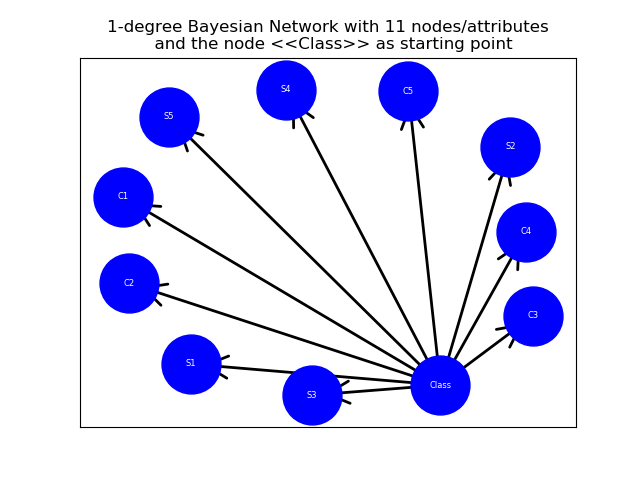 1-degree Bayesian Network with 11 nodes/attributes
and the node <<Class>> as starting point
S4
C5
S5
S2
C1
C4
C2
C3
S1
Class
S3